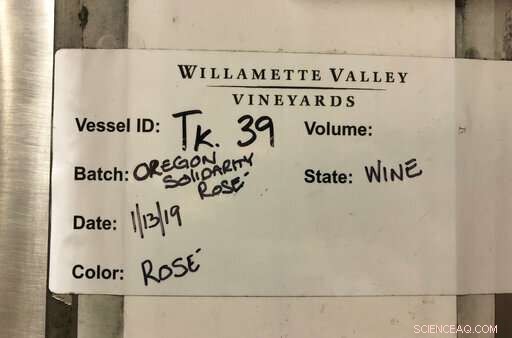 WILLAMETTE VALLEY
VINEYARDS
Vessel ID: TK. 39 Volume:
Batch: OREGON
SOLIDARITY
ROSÉ
State: WINE
Date: 1/13/19
Color: ROSÉ
SCIENCEAQ.COM